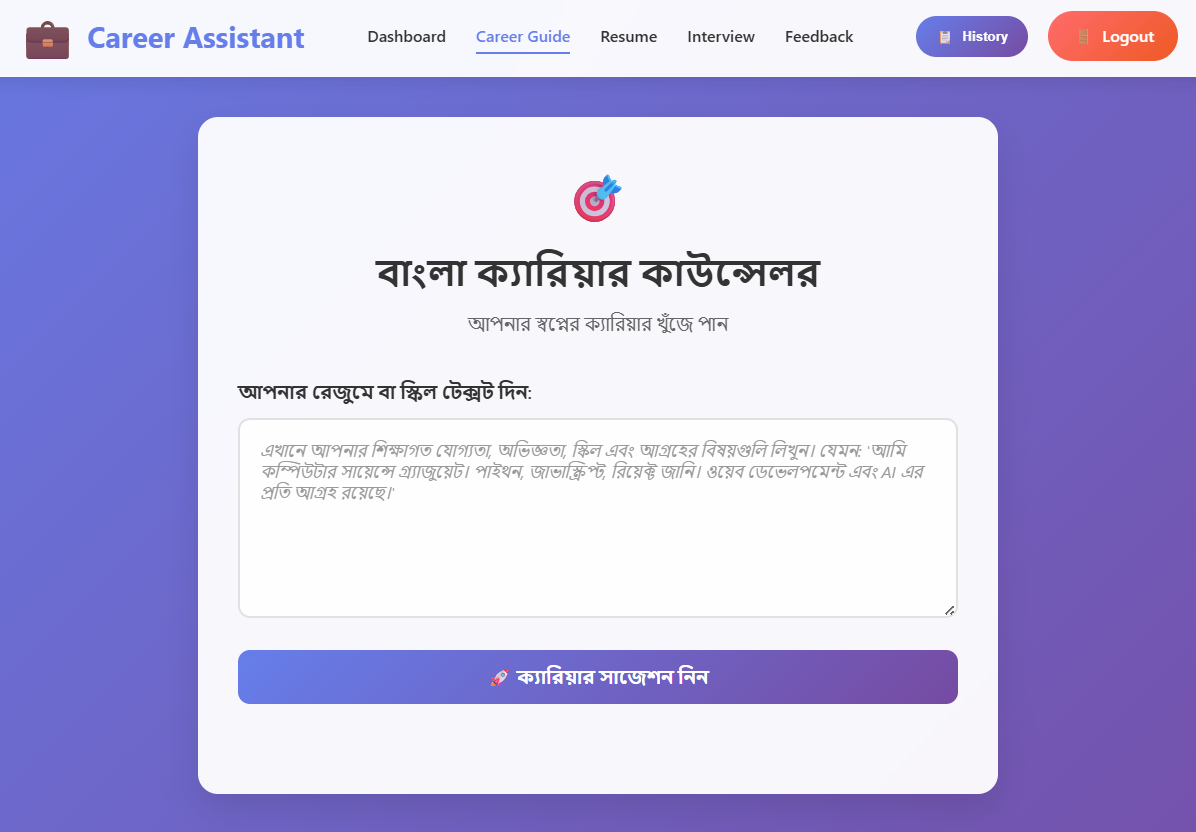 Career Assistant
Dashboard
Career Guide
Resume
Interview
Feedback
History
Logout
বাংলা ক্যারিয়ার কাউন্সেলর
আপনার স্বপ্নের ক্যারিয়ার খুঁজে পান
আপনার রেজুমে বা স্কিল টেক্সট দিন:
এখানে আপনার শিক্ষাগত যোগ্যতা, অভিজ্ঞতা, স্কিল এবং আগ্রহের বিষয়গুলি লিখুন। যেমন: 'আমি
কম্পিউটার সায়েন্সে গ্র্যাজুয়েট। পাইথন, জাভাস্ক্রিপ্ট, রিয়েক্ট জানি। ওয়েব ডেভেলপমেন্ট এবং AI এর
প্রতি আগ্রহ রয়েছে।'
ক্যারিয়ার সাজেশন নিন